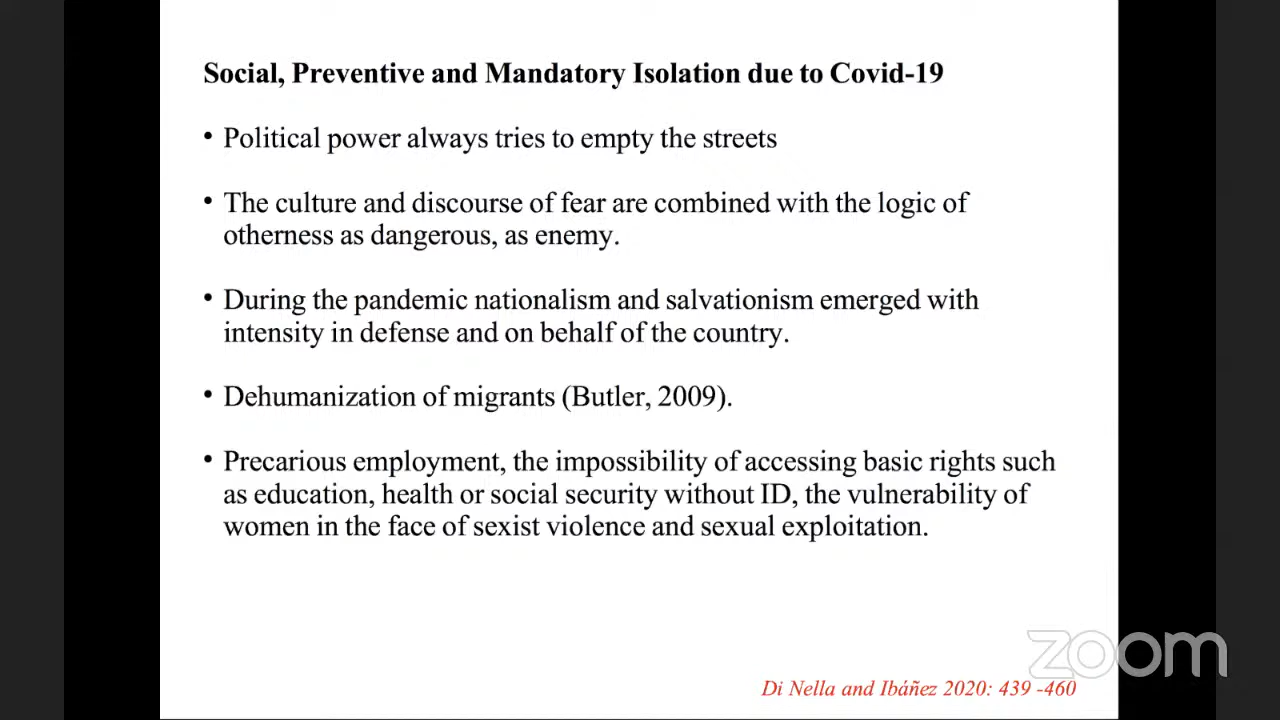 Social, Preventive and Mandatory Isolation due to Covid-19
• Political power always tries to empty the streets
• The culture and discourse of fear are combined with the logic of
otherness as dangerous, as enemy.
• During the pandemic nationalism and salvationism emerged with
intensity in defense and on behalf of the country.
• Dehumanization of migrants (Butler, 2009).
• Precarious employment, the impossibility of accessing basic rights such
as education, health or social security without ID, the vulnerability of
women in the face of sexist violence and sexual exploitation.
zoom
Di Nella and Ibáñez 2020: 439 -460